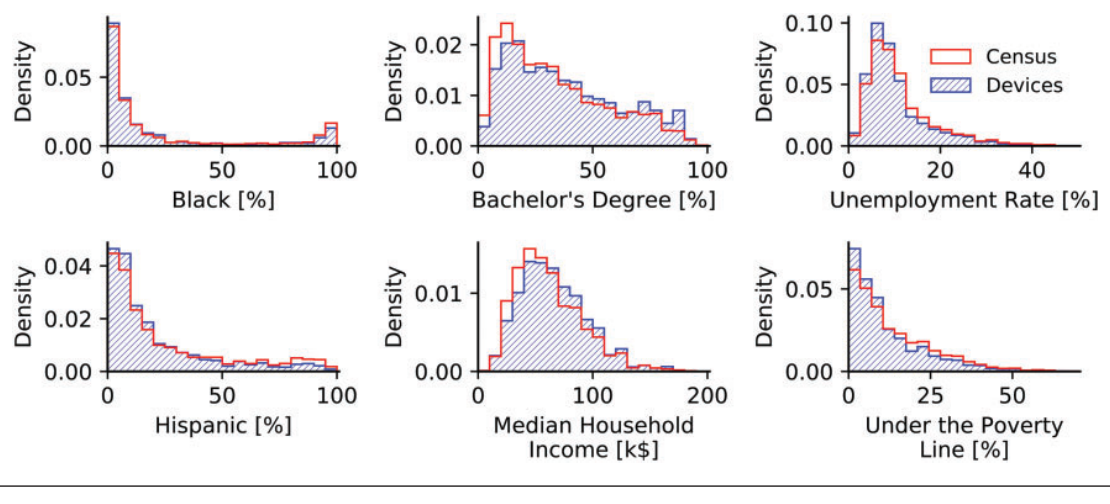 Density
0.05
0.00
0
50
100
Black [%]
Density
0.02
0.01
0.00
0
50
100
Bachelor's Degree [%]
Density
0.10
0.05
0.00
0
20
40
Unemployment Rate [%]
Census
Devices
Density
0.04
0.02
0.00
0
50
100
Hispanic [%]
Density
0.01
0.00
0
100
200
Median Household
Income [k$]
Density
0.05
0.00
0
25
50
Under the Poverty
Line [%]